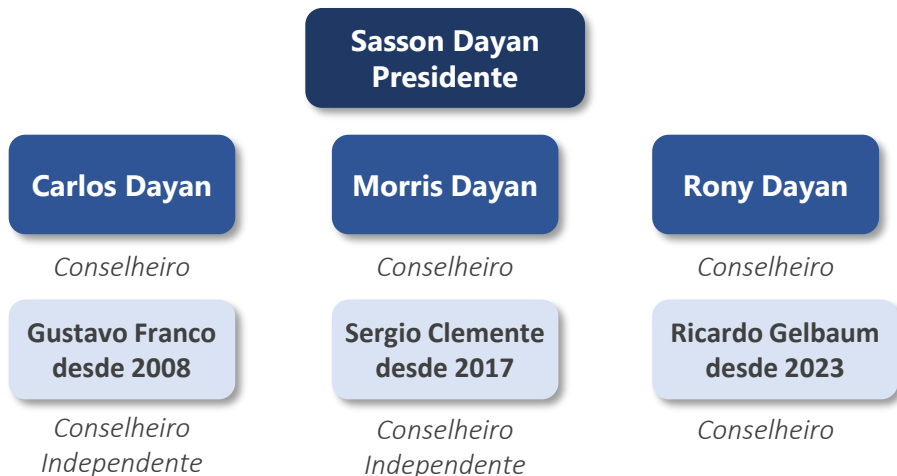 Sasson Dayan
Presidente
Carlos Dayan
Morris Dayan
Rony Dayan
Conselheiro
Conselheiro
Conselheiro
Gustavo Franco
desde 2008
Sergio Clemente
desde 2017
Ricardo Gelbaum
desde 2023
Conselheiro
Independente
Conselheiro
Independente
Conselheiro